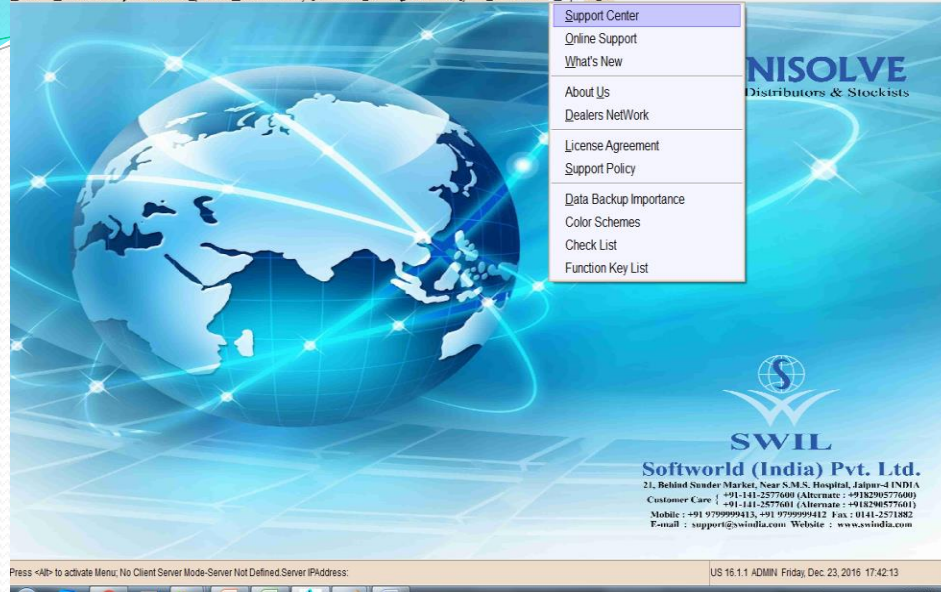 Support Center
Online Support
What's New
About Us
Dealers NetWork
License Agreement
Support Policy
Data Backup Importance
Color Schemes
Check List
Function Key List
NISOLVE
Distributors & Stockists
S
SWIL
Softworld (India) Pvt. Ltd.
21, Behind Sunder Market, Near S.M.S. Hospital, Jaipur-4 INDIA
Customer Care { +91-141-2577600 (Alternate : +918290577600)
+91-141-2577601 (Alternate : +918290577601)
Mobile : +91 9799999413, +91 9799999412 Fax : 0141-2571882
E-mail : support@swindia.com Website : www.swindia.com
Press <Alt> to activate Menu; No Client Server Mode-Server Not Defined.Server IPAddress:
US 16.1.1 ADMIN Friday, Dec. 23, 2016 17:42:13